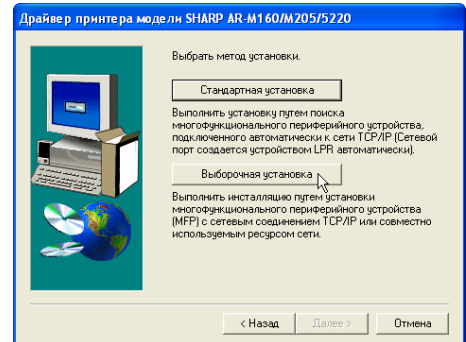 Драйвер принтера модели SHARP AR-M160/M205/5220
Выбрать метод установки.
Стандартная установка
Выполнить установку путем поиска
многофункционального периферийного устройства,
подключенного автоматически к сети TCP/IP (Сетевой
порт создается устройством LPR автоматически).
Выборочная установка
Выполнить инсталляцию путем установки
многофункционального периферийного устройства
(MFP) с сетевым соединением TCP/IP или совместно
используемым ресурсом сети.
< Назад
Далее >
Отмена